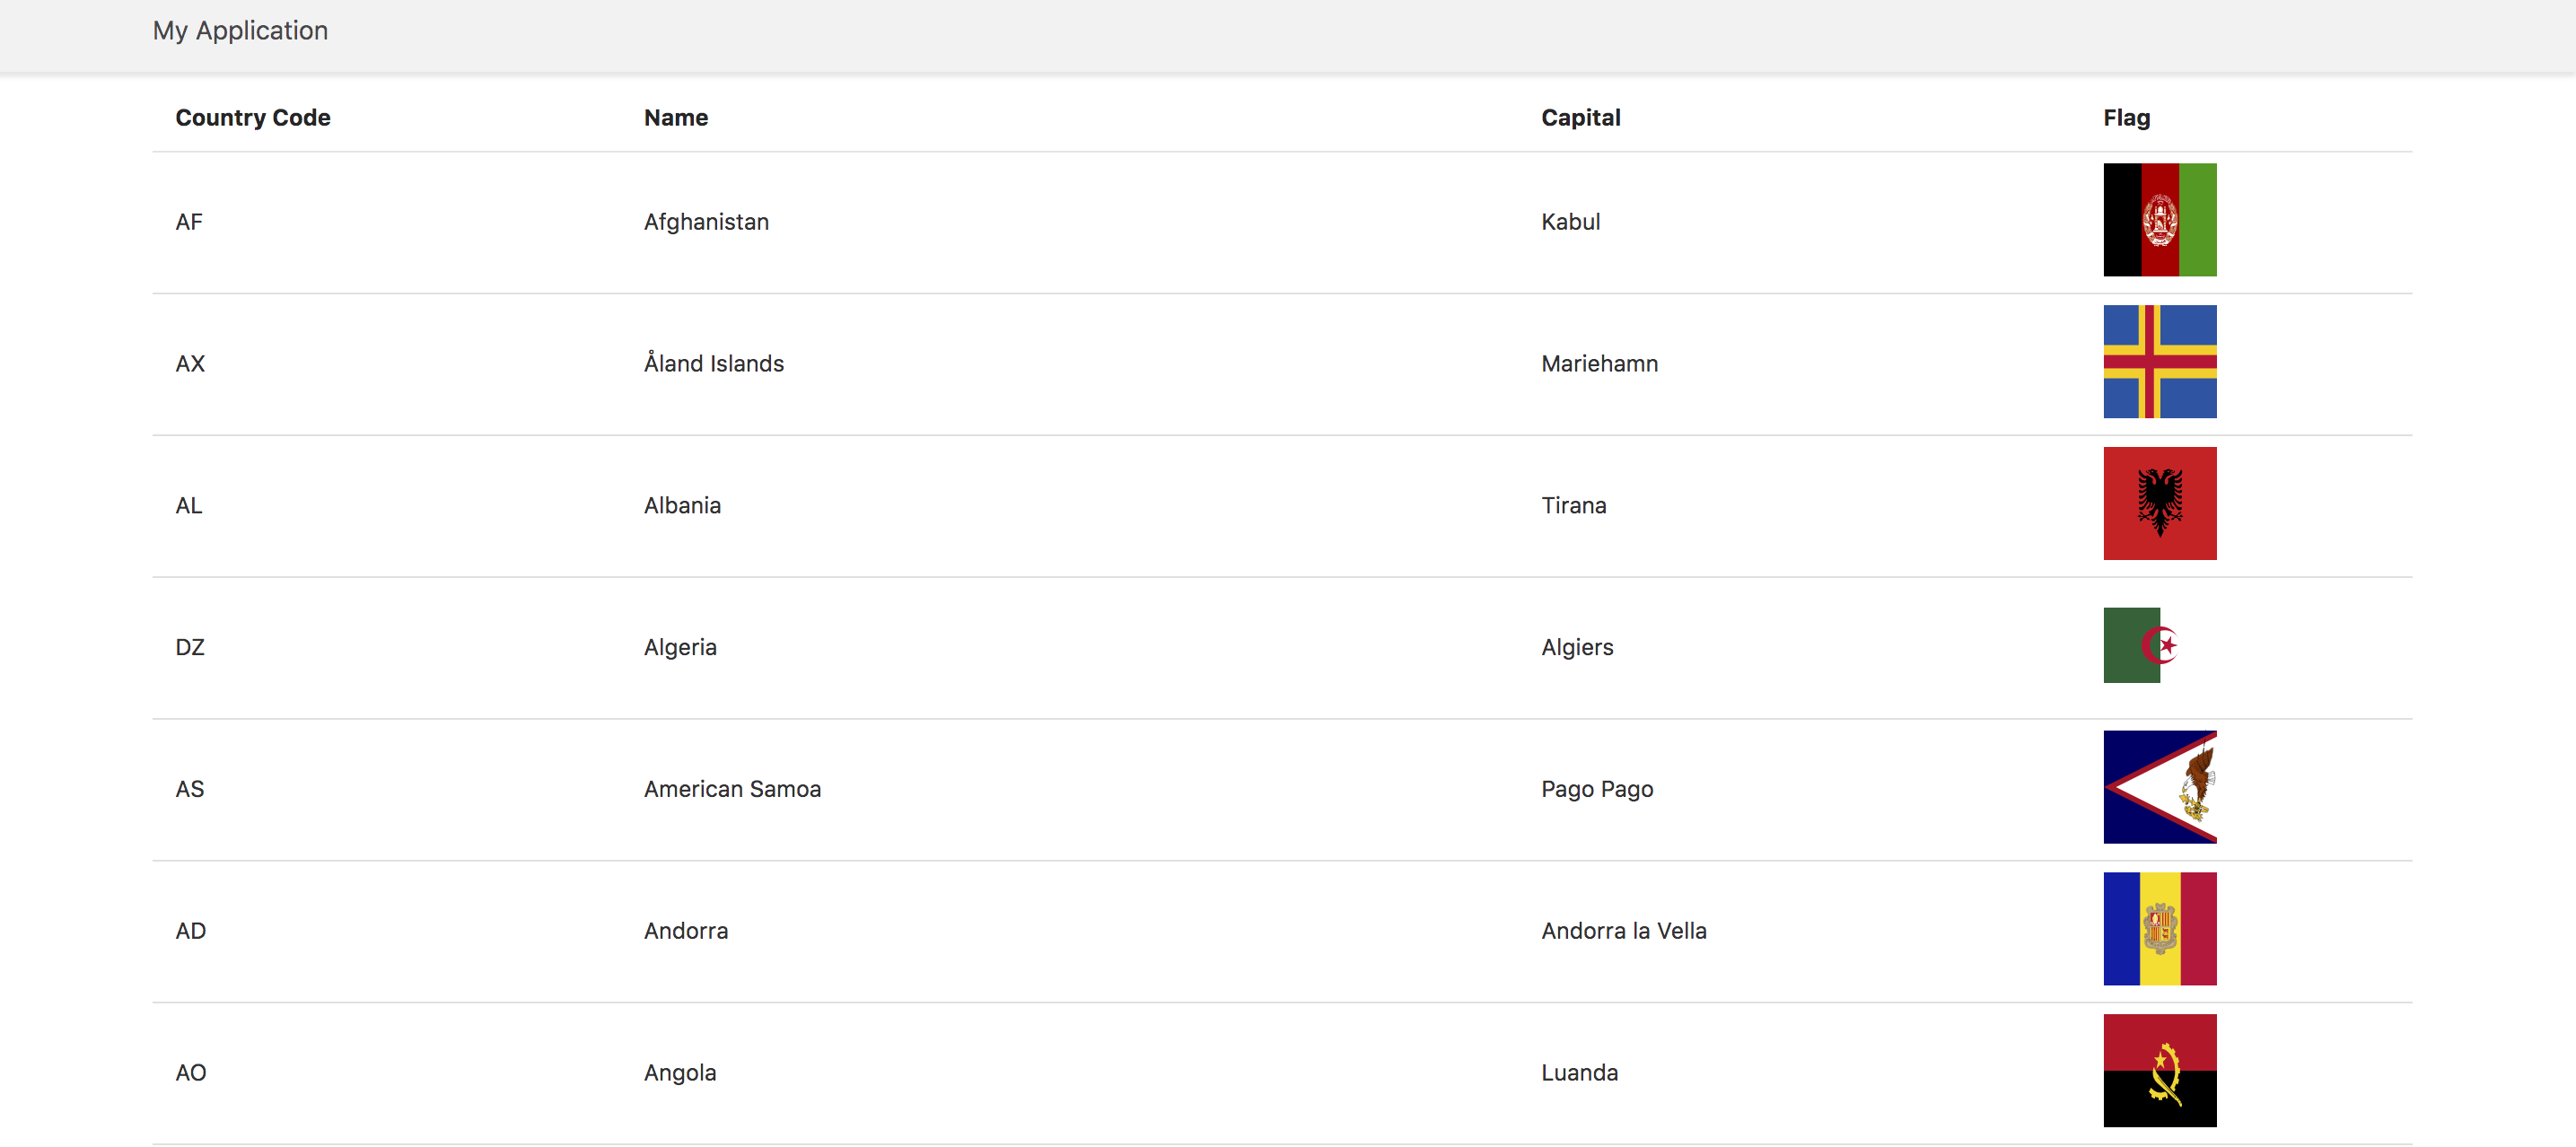 My Application
Country Code Name Capital Flag
AF Afghanistan Kabul
AX Åland Islands Mariehamn
AL Albania Tirana
DZ Algeria Algiers
AS American Samoa Pago Pago
AD Andorra Andorra la Vella
AO Angola Luanda